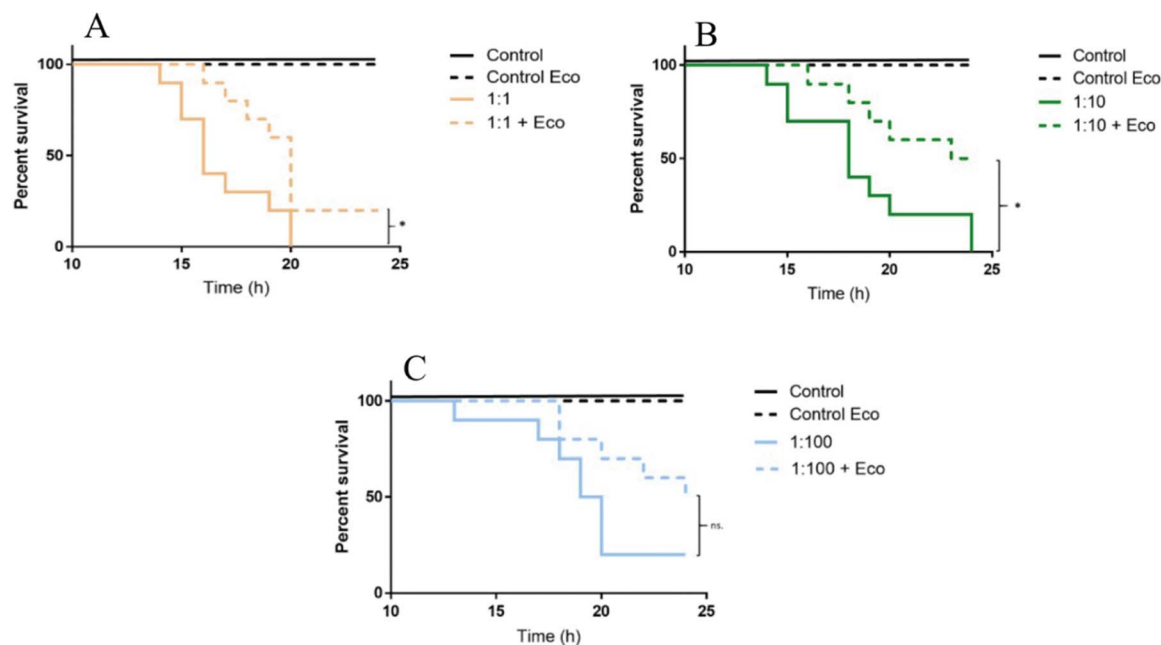 A
Percent survival
100
50
0
10
15
20
25
Time (h)
*
Control
Control Eco
1:1
1:1 + Eco
B
Percent survival
100
50
0
10
15
20
25
Time (h)
*
Control
Control Eco
1:10
1:10 + Eco
C
Percent survival
100
50
0
10
15
20
25
Time (h)
ns.
Control
Control Eco
1:100
1:100 + Eco